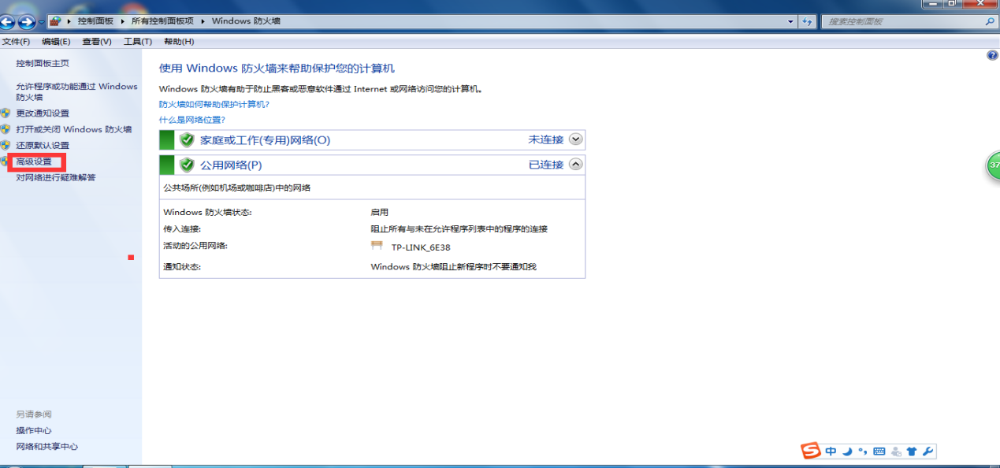 控制面板 ▸ 所有控制面板项 ▸ Windows 防火墙
搜索控制面板
文件(F) 编辑(E) 查看(V) 工具(T) 帮助(H)
控制面板主页
允许程序或功能通过 Windows
防火墙
更改通知设置
打开或关闭 Windows 防火墙
还原默认设置
高级设置
对网络进行疑难解答
使用 Windows 防火墙来帮助保护您的计算机
Windows 防火墙有助于防止黑客或恶意软件通过 Internet 或网络访问您的计算机。
防火墙如何帮助保护计算机?
什么是网络位置?
家庭或工作(专用)网络(O) 未连接
公用网络(P) 已连接
公共场所(例如机场或咖啡店)中的网络
Windows 防火墙状态: 启用
传入连接: 阻止所有与未在允许程序列表中的程序的连接
活动的公用网络: TP-LINK_6E38
通知状态: Windows 防火墙阻止新程序时不要通知我
37
另请参阅
操作中心
网络和共享中心
中